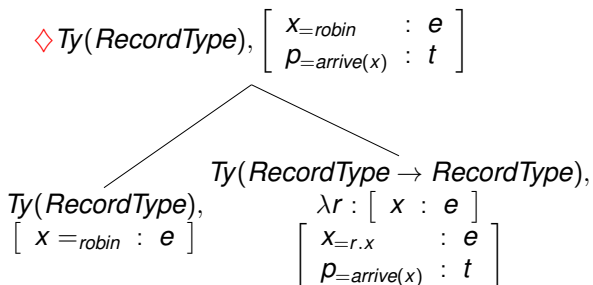 ♢Ty(RecordType), [ x=robin : e
p=arrive(x) : t ]
Ty(RecordType),
[ x =robin : e ]
Ty(RecordType → RecordType),
λr : [ x : e ]
[ x=r.x : e
p=arrive(x) : t ]